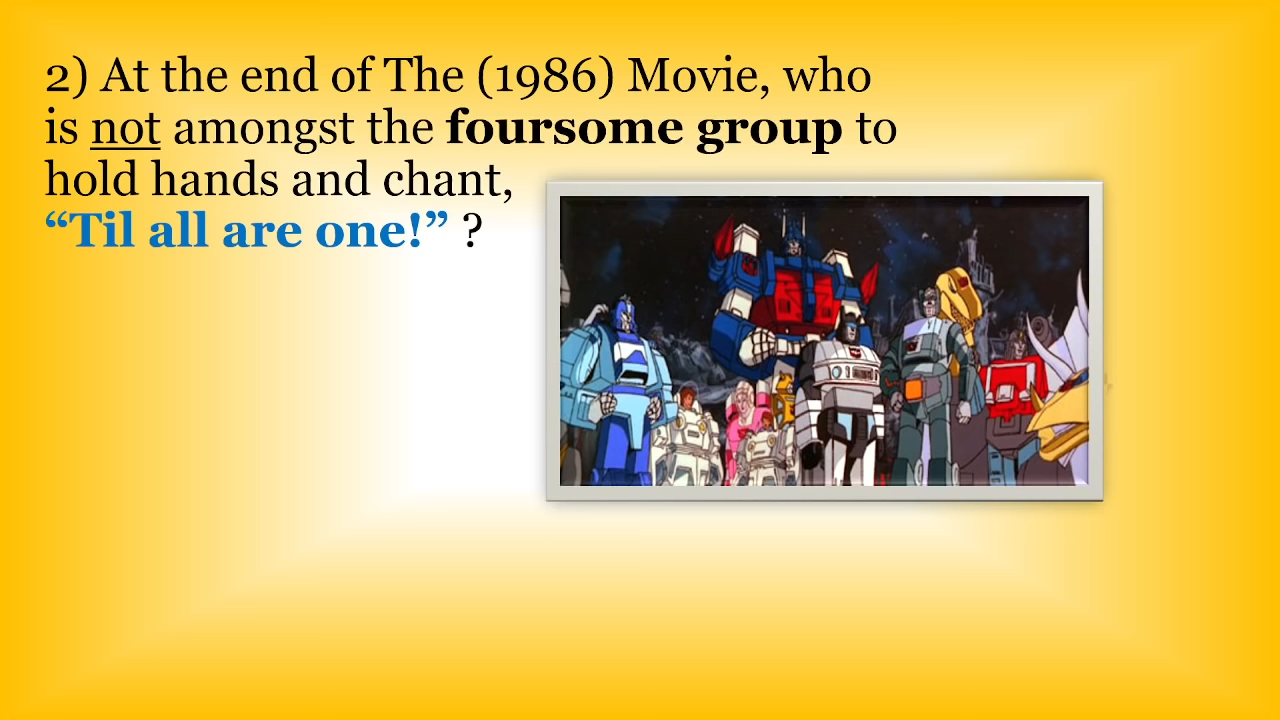 2) At the end of The (1986) Movie, who
is not amongst the foursome group to
hold hands and chant,
“Til all are one!” ?